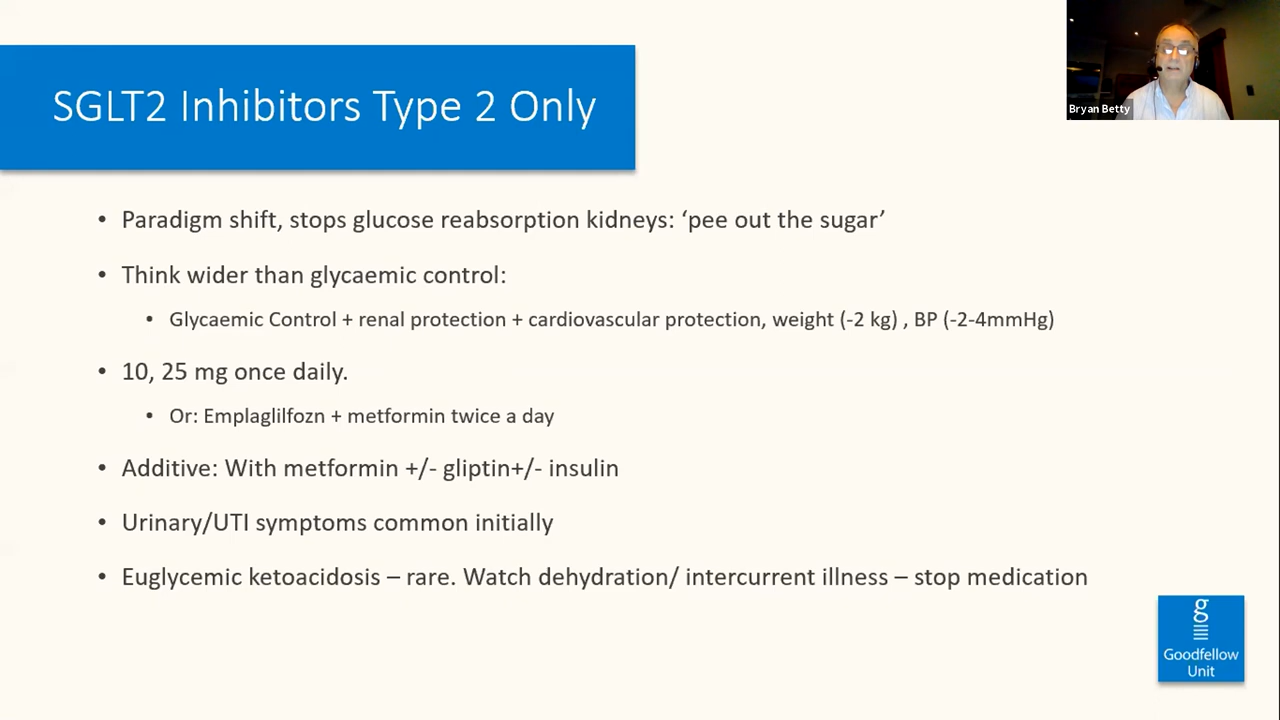 SGLT2 Inhibitors Type 2 Only
Bryan Betty
• Paradigm shift, stops glucose reabsorption kidneys: ‘pee out the sugar’
• Think wider than glycaemic control:
• Glycaemic Control + renal protection + cardiovascular protection, weight (-2 kg) , BP (-2-4mmHg)
• 10, 25 mg once daily.
• Or: Emplaglilfozn + metformin twice a day
• Additive: With metformin +/- gliptin+/- insulin
• Urinary/UTI symptoms common initially
• Euglycemic ketoacidosis – rare. Watch dehydration/ intercurrent illness – stop medication
g
Goodfellow
Unit